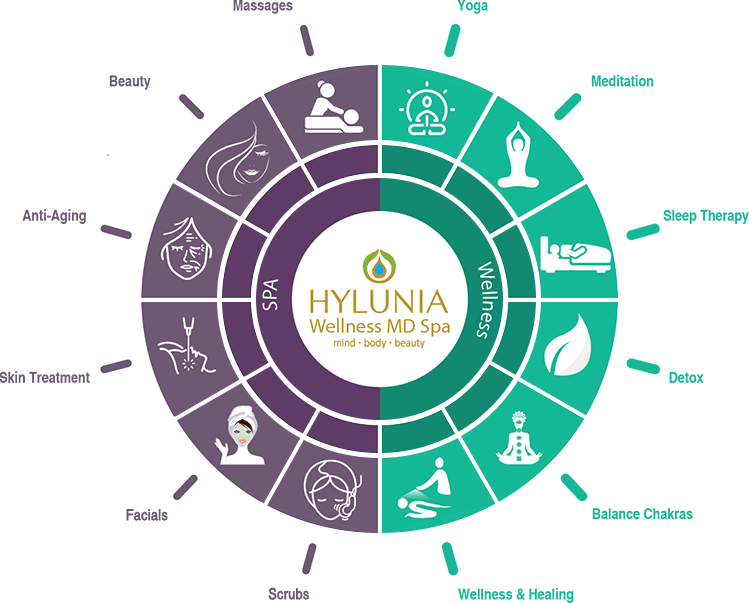 Massages
Yoga
Beauty
Meditation
Anti-Aging
Sleep Therapy
SPA
Wellness
HYLUNIA
Wellness MD Spa
mind • body • beauty
Skin Treatment
Detox
Facials
Balance Chakras
Scrubs
Wellness & Healing